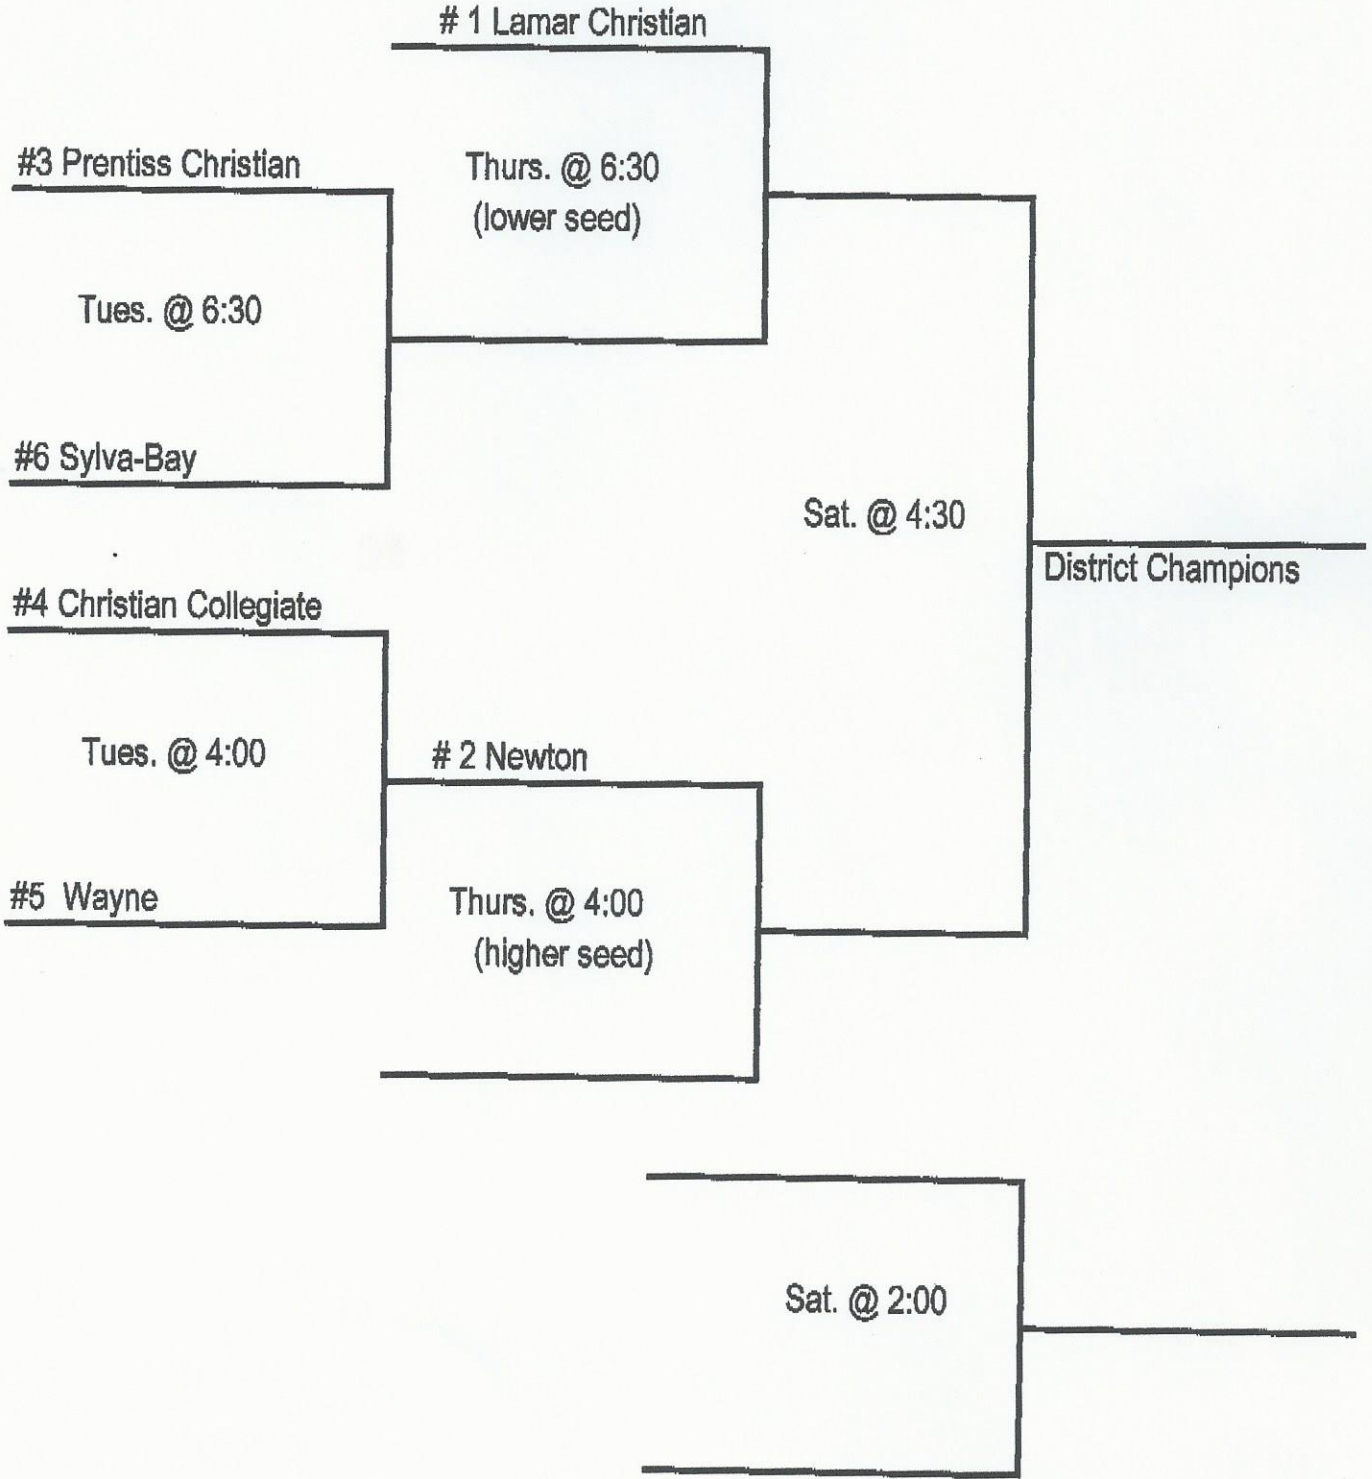 # 1 Lamar Christian
#3 Prentiss Christian
Thurs. @ 6:30
(lower seed)
Tues. @ 6:30
#6 Sylva-Bay
Sat. @ 4:30
District Champions
#4 Christian Collegiate
Tues. @ 4:00
# 2 Newton
#5 Wayne
Thurs. @ 4:00
(higher seed)
Sat. @ 2:00